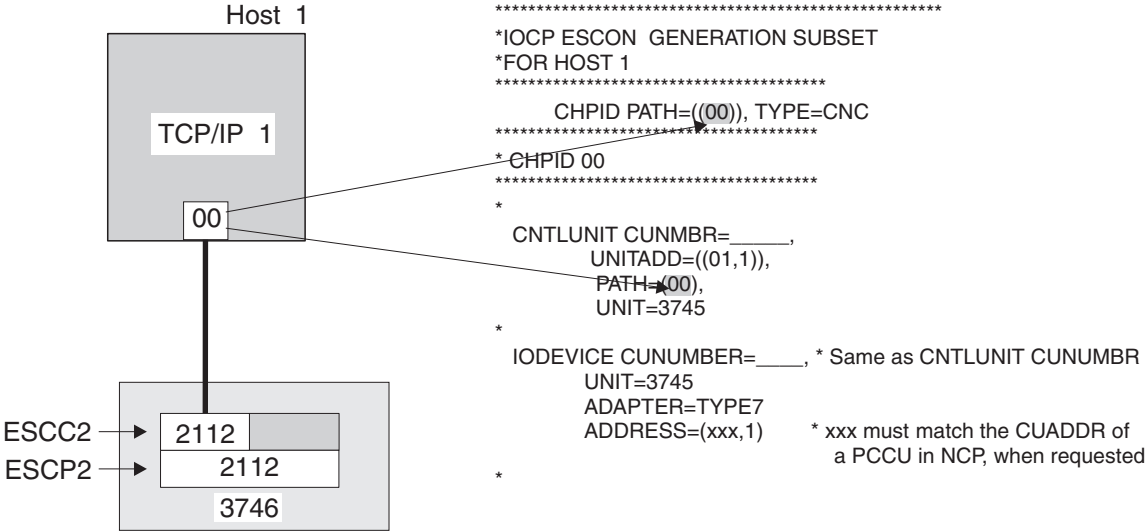 Host 1
TCP/IP 1
00
ESCC2
2112
ESCP2
2112
3746
******************************************************
*IOCP ESCON GENERATION SUBSET
*FOR HOST 1
****************************************
CHPID PATH=((00)), TYPE=CNC
***************************************
* CHPID 00
***************************************
*
CNTLUNIT CUNMBR=_____,
UNITADD=((01,1)),
PATH=(00),
UNIT=3745
*
IODEVICE CUNUMBER=____, * Same as CNTLUNIT CUNUMBR
UNIT=3745
ADAPTER=TYPE7
ADDRESS=(xxx,1) * xxx must match the CUADDR of
a PCCU in NCP, when requested
*